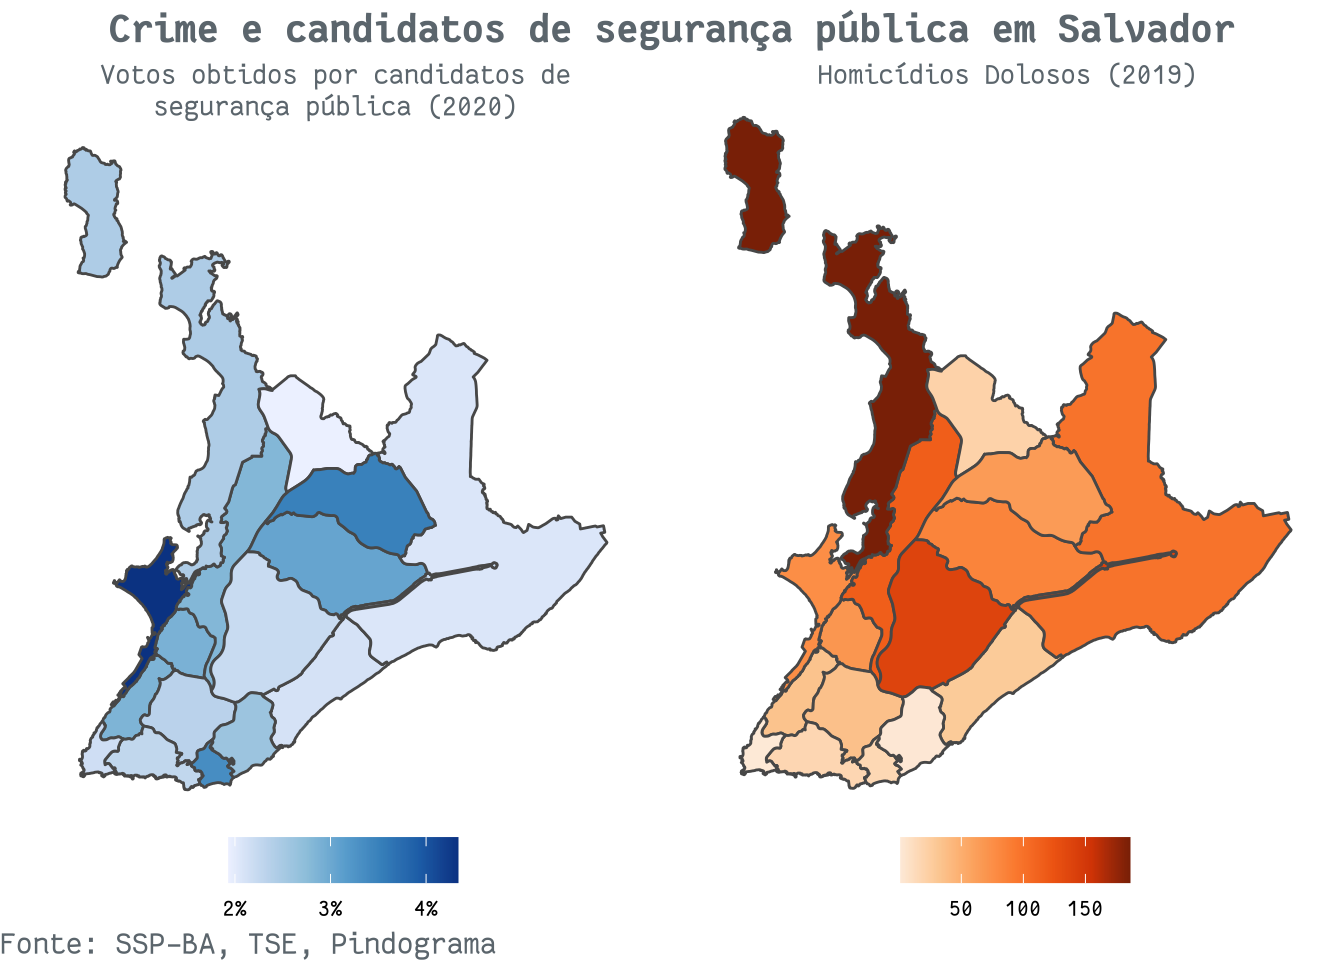 Crime e candidatos de segurança pública em Salvador
Votos obtidos por candidatos de
segurança pública (2020)
Homicídios Dolosos (2019)
2% 3% 4%
50 100 150
Fonte: SSP-BA, TSE, Pindograma